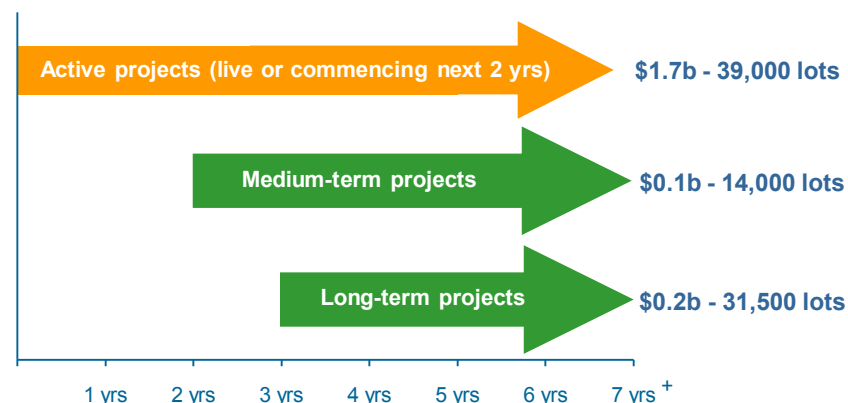 Active projects (live or commencing next 2 yrs)
$1.7b - 39,000 lots
Medium-term projects
$0.1b - 14,000 lots
Long-term projects
$0.2b - 31,500 lots
1 yrs 2 yrs 3 yrs 4 yrs 5 yrs 6 yrs 7 yrs +